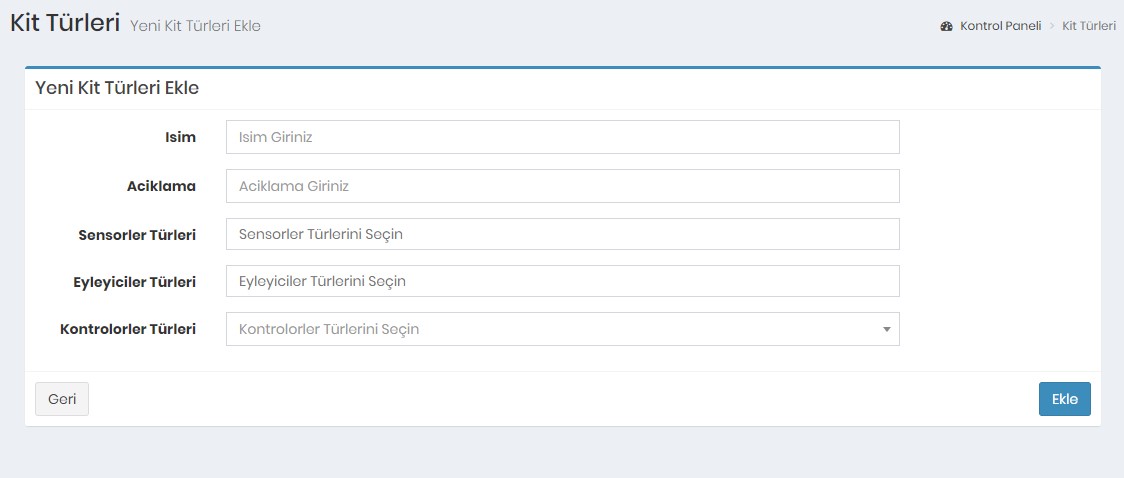 Kit Türleri Yeni Kit Türleri Ekle
Kontrol Paneli > Kit Türleri
Yeni Kit Türleri Ekle
Isim Isim Giriniz
Aciklama Aciklama Giriniz
Sensorler Türleri Sensorler Türlerini Seçin
Eyleyiciler Türleri Eyleyiciler Türlerini Seçin
Kontrolorler Türleri Kontrolorler Türlerini Seçin
Geri Ekle